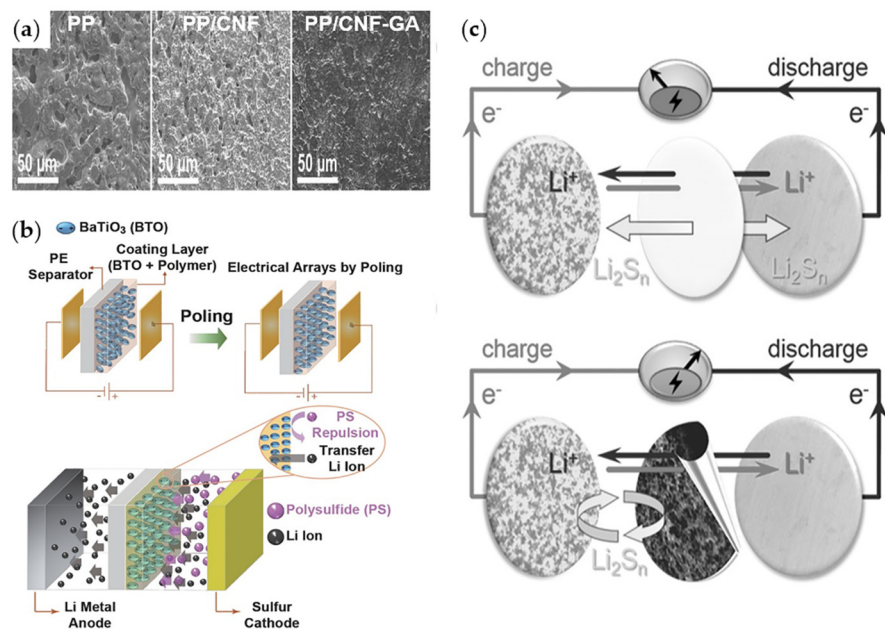 (a)
PP
PP/CNF
PP/CNF-GA
50 µm
50 µm
50 µm
(b)
BaTiO3 (BTO)
PE
Separator
Coating Layer
(BTO + Polymer)
Electrical Arrays by Poling
Poling
- +
- +
PS
Repulsion
Transfer
Li Ion
Polysulfide (PS)
Li Ion
Li Metal
Anode
Sulfur
Cathode
(c)
charge
discharge
e-
e-
Li+
Li+
Li2Sn
Li2Sn
charge
discharge
e-
e-
Li+
Li+
Li2Sn